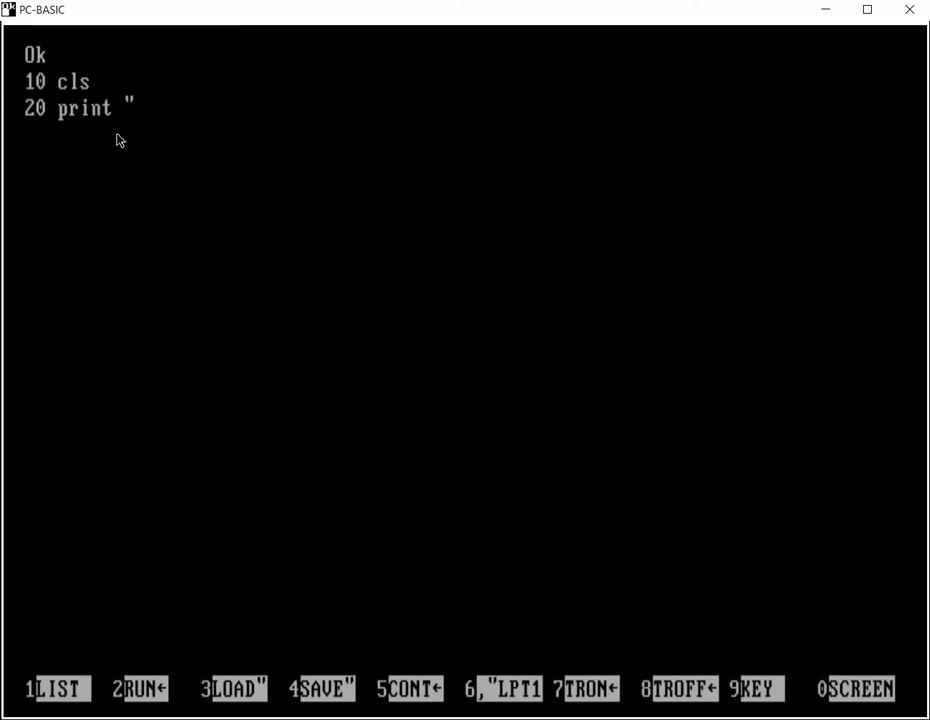 PC-BASIC
Ok
10 cls
20 print "
1LIST 2RUN← 3LOAD" 4SAVE" 5CONT← 6,"LPT1 7TRON← 8TROFF← 9KEY 0SCREEN